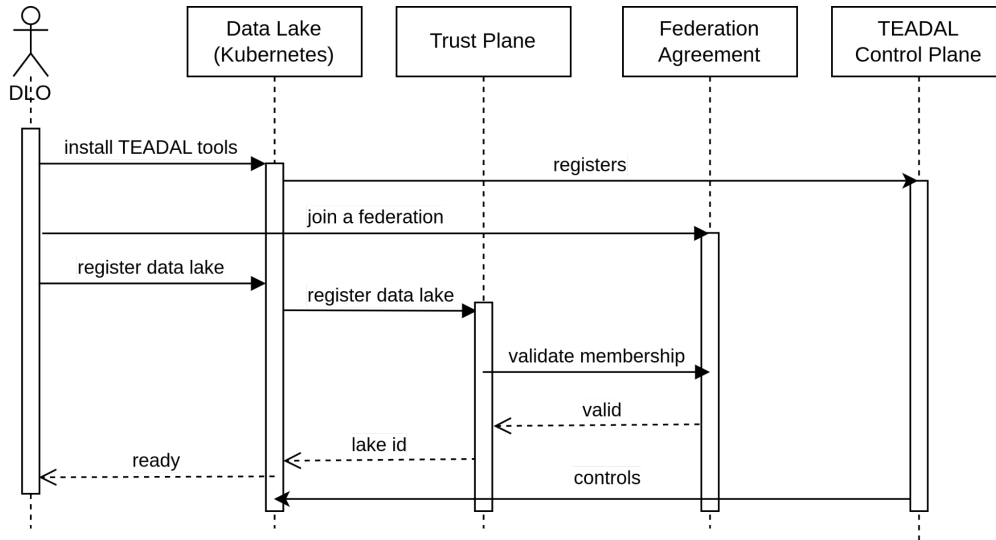 DLO
Data Lake
(Kubernetes)
Trust Plane
Federation
Agreement
TEADAL
Control Plane
install TEADAL tools
registers
join a federation
register data lake
register data lake
validate membership
valid
lake id
ready
controls